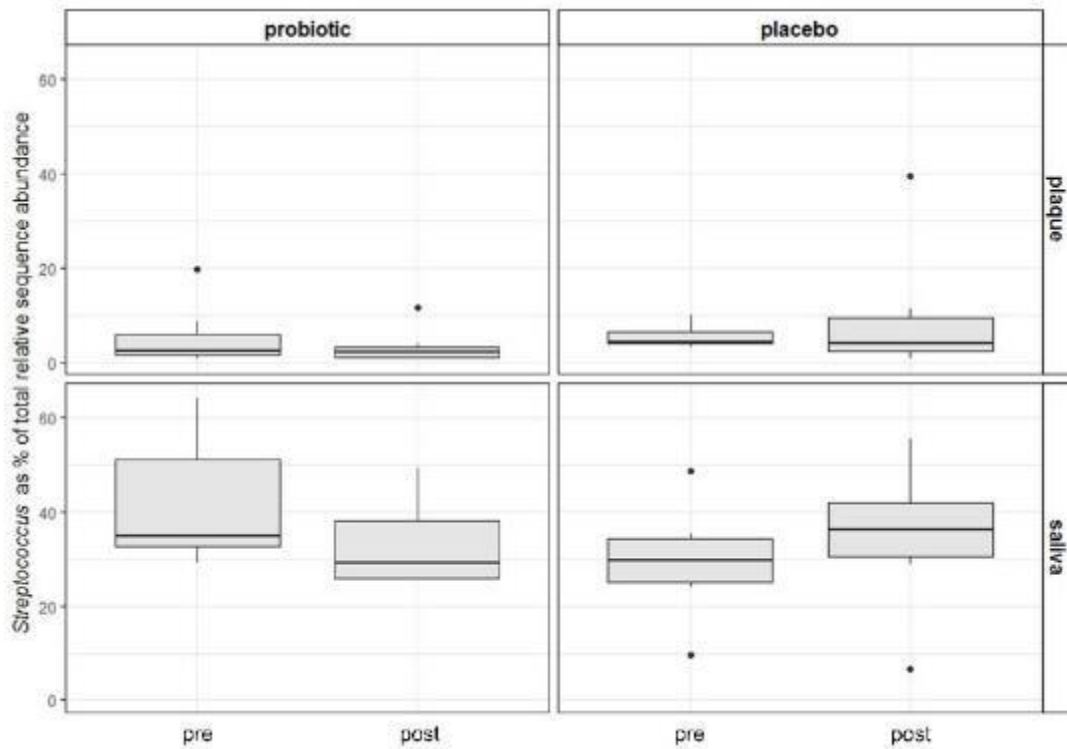 probiotic
placebo
Streptococcus as % of total relative sequence abundance
60
40
20
0
plaque
60
40
20
0
saliva
pre
post
pre
post